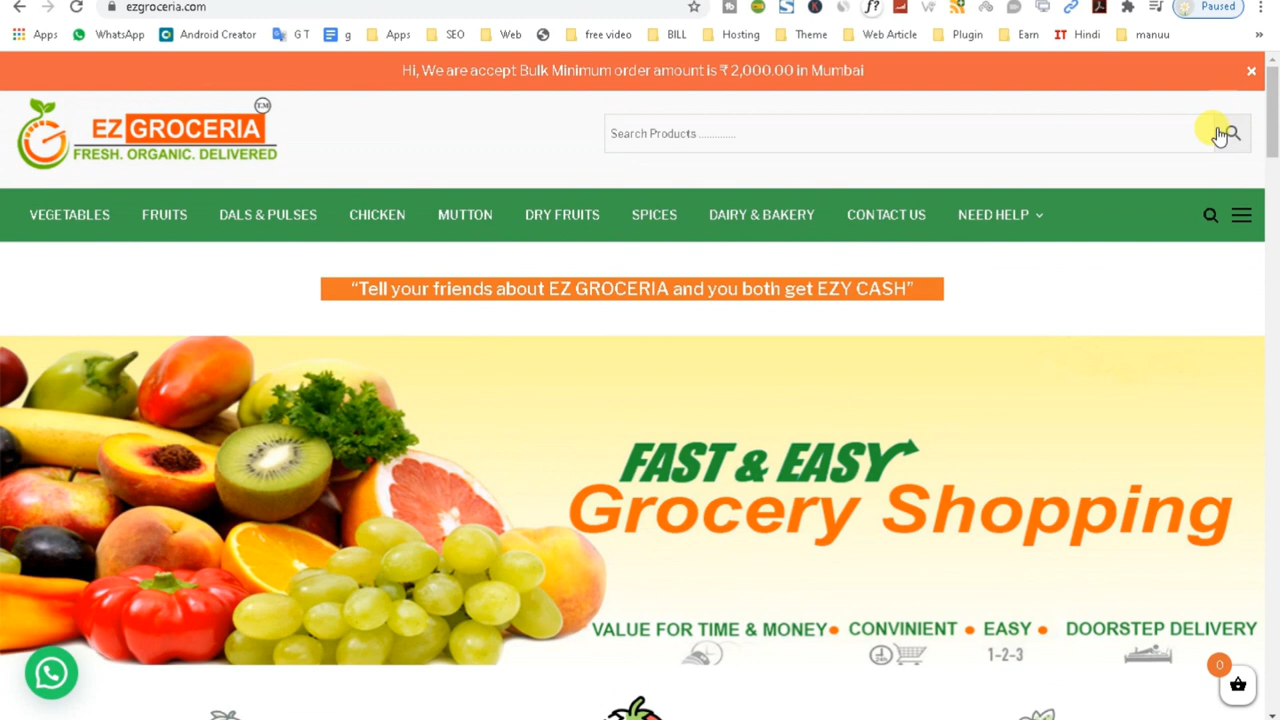 ezgroceria.com
Paused
Apps WhatsApp Android Creator G T g Apps SEO Web free video BILL Hosting Theme Web Article Plugin Earn IT Hindi manuu »
Hi, We are accept Bulk Minimum order amount is ₹ 2,000.00 in Mumbai ×
TM
EZ GROCERIA
FRESH. ORGANIC. DELIVERED
Search Products ..............
VEGETABLES FRUITS DALS & PULSES CHICKEN MUTTON DRY FRUITS SPICES DAIRY & BAKERY CONTACT US NEED HELP
“Tell your friends about EZ GROCERIA and you both get EZY CASH”
FAST & EASY
Grocery Shopping
VALUE FOR TIME & MONEY • CONVINIENT • EASY • DOORSTEP DELIVERY
1-2-3
0